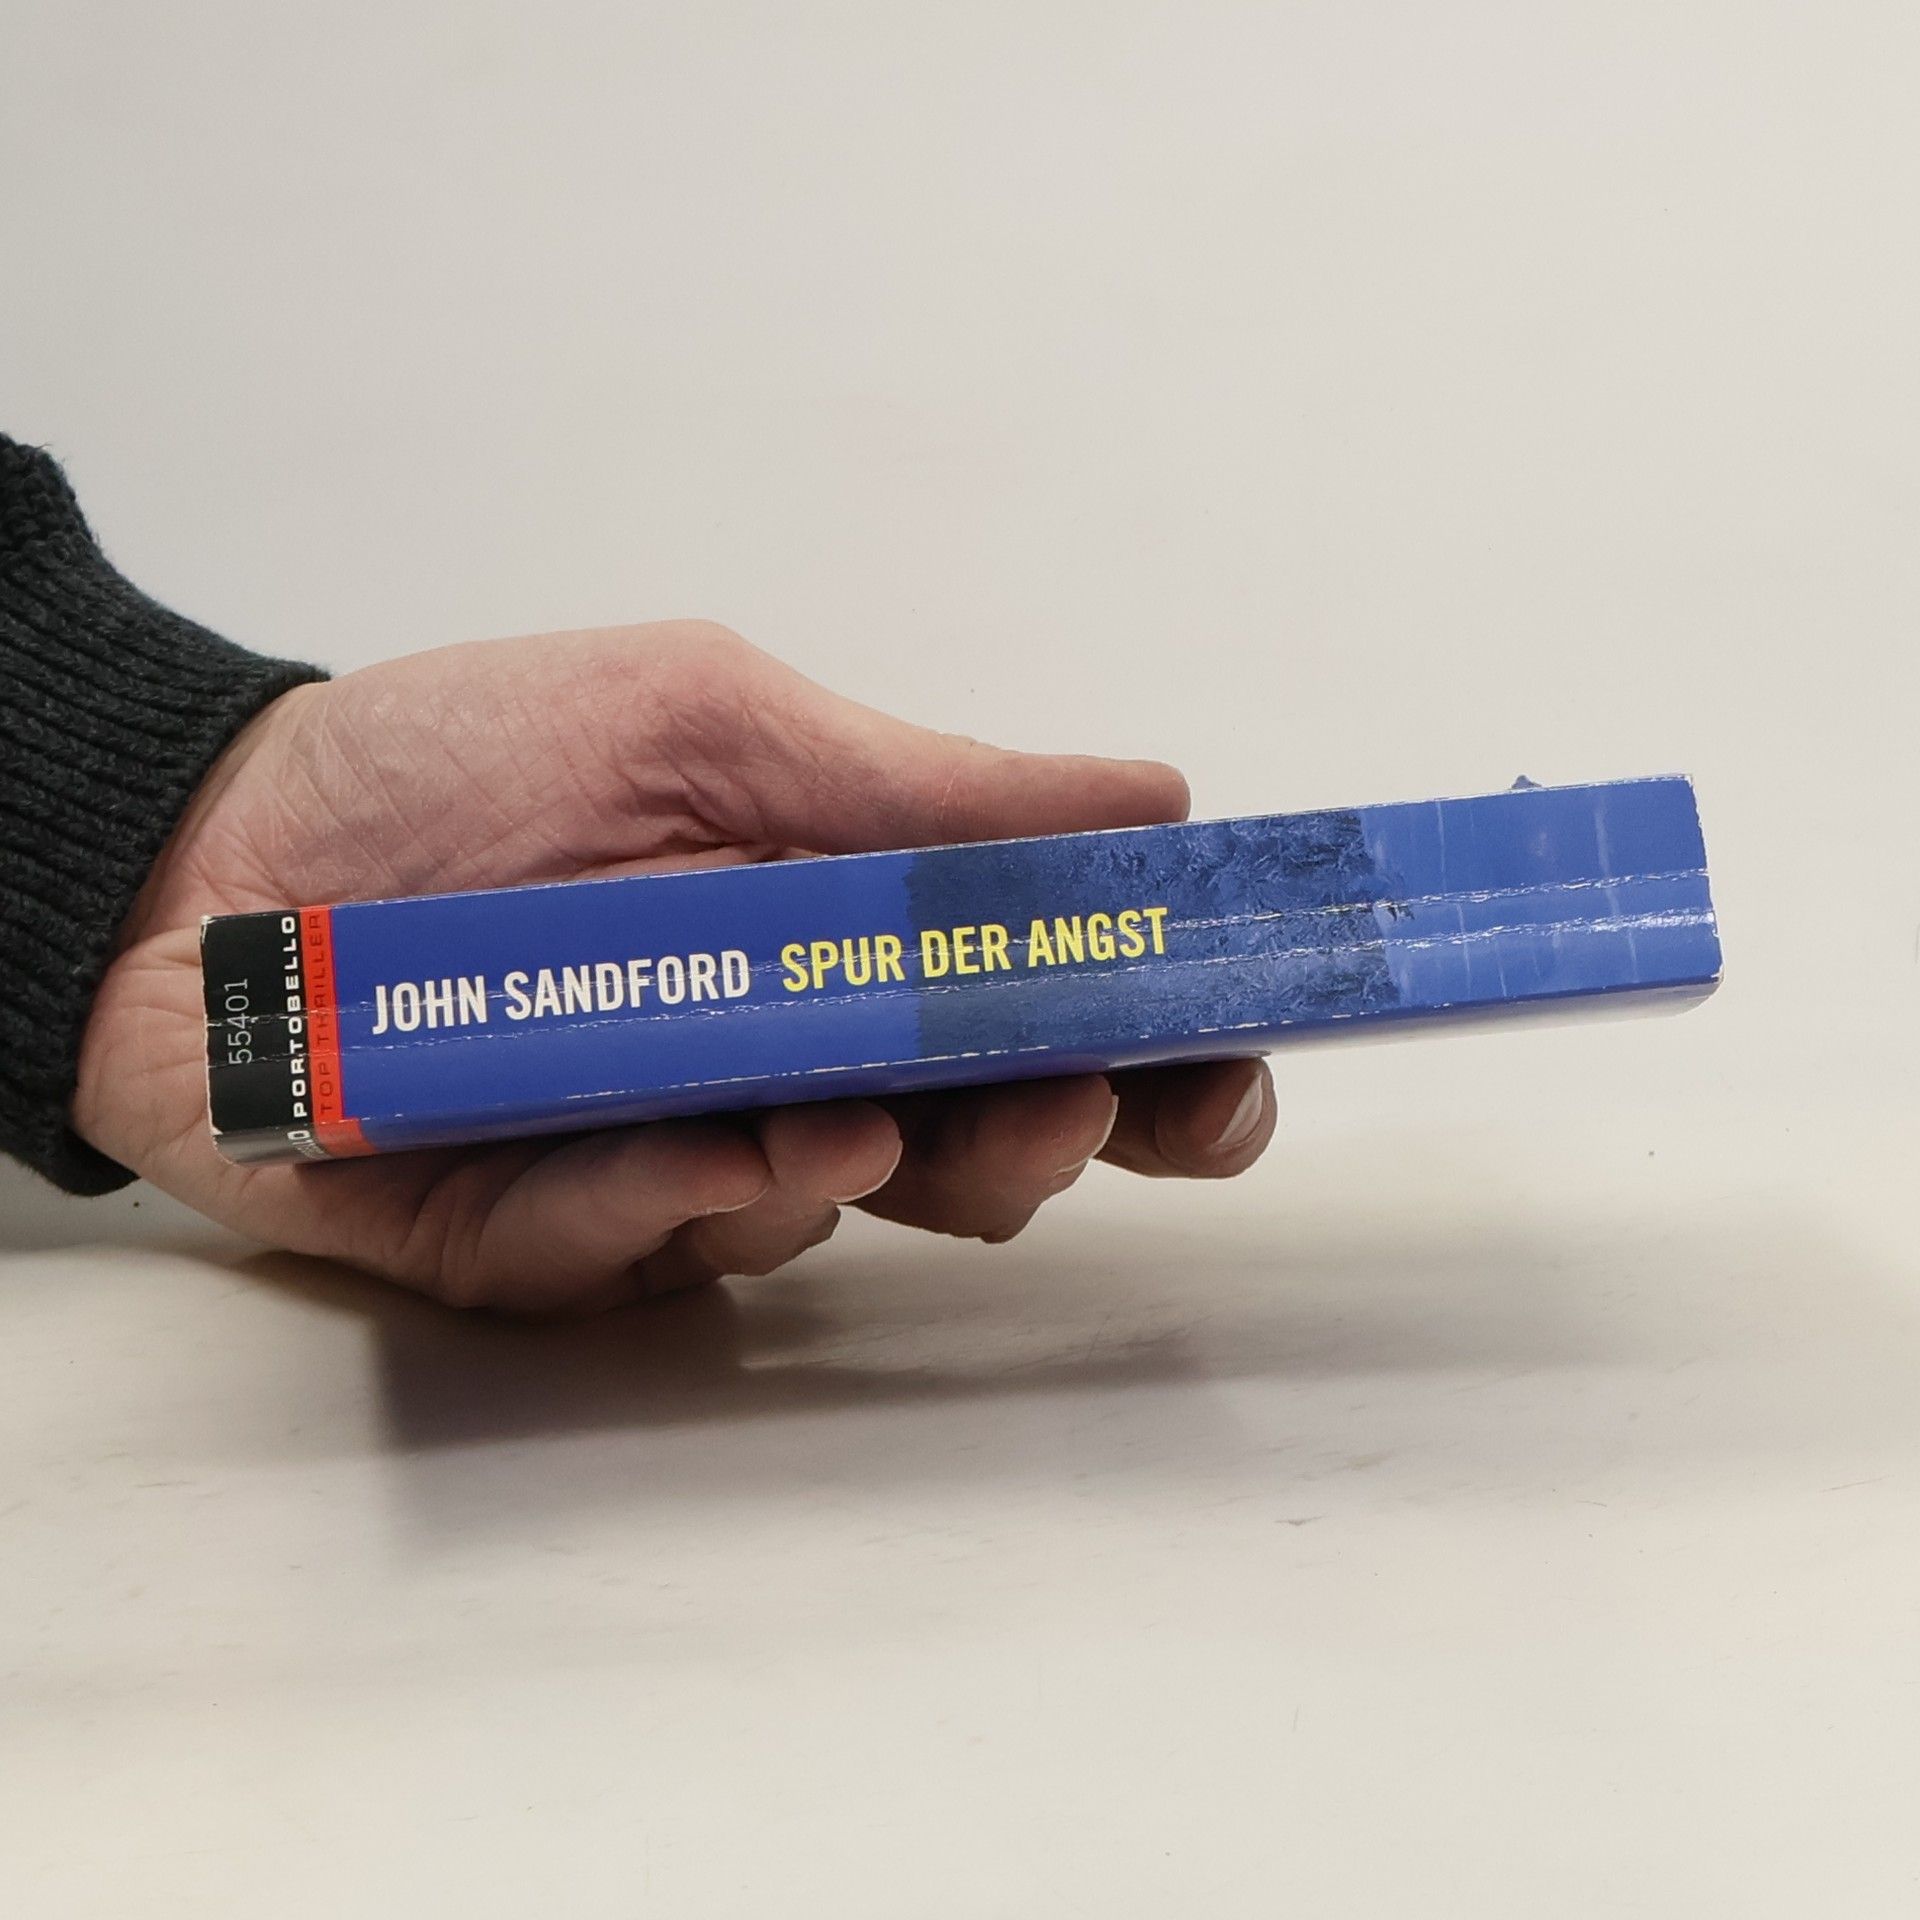 55401
PORTOBELLO
TOP THRILLER
JOHN SANDFORD SPUR DER ANGST